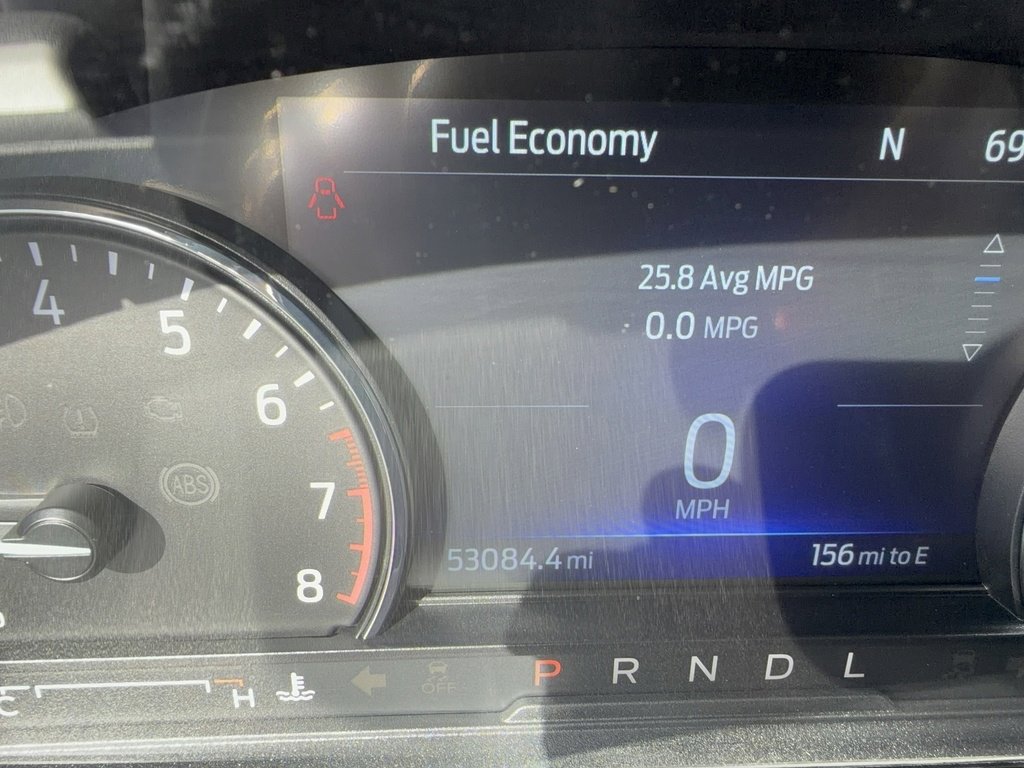 Fuel Economy N 69
25.8 Avg MPG
0.0 MPG
4
5
6
7
8
ABS
0
MPH
53084.4 mi 156 mi to E
C H OFF P R N D L